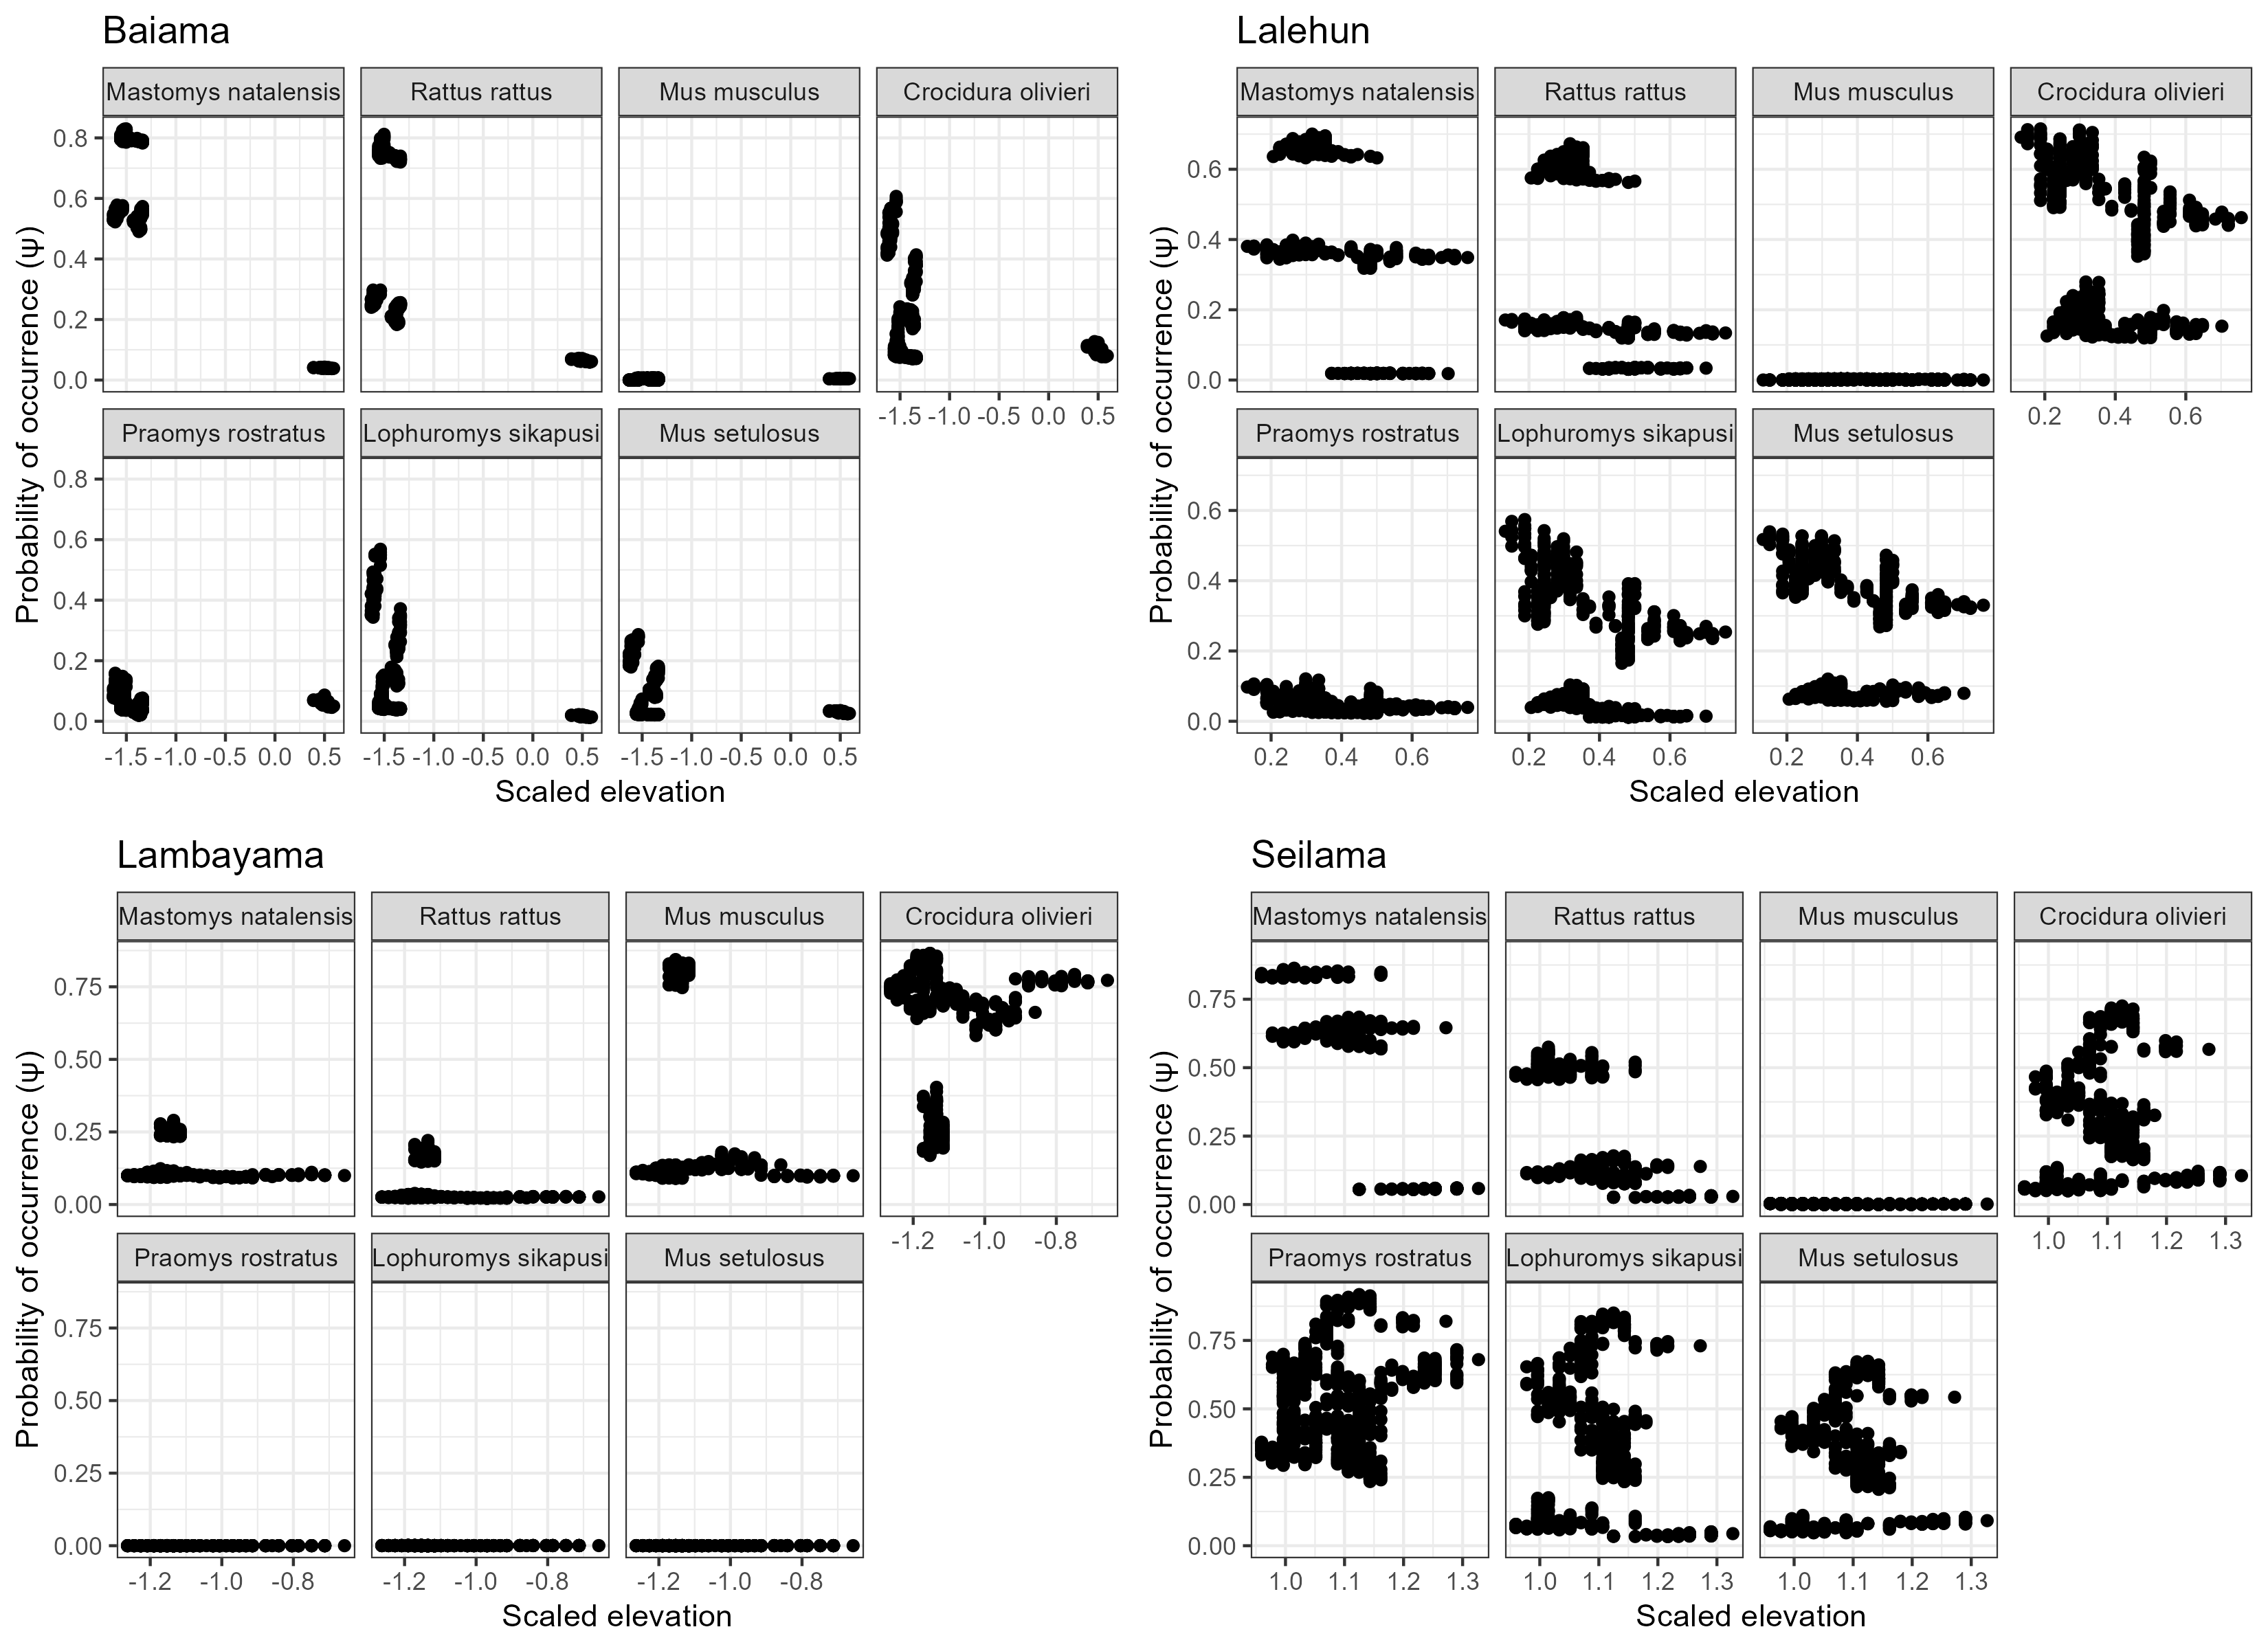 Baiama
Mastomys natalensis Rattus rattus Mus musculus Crocidura olivieri
0.8
0.6
0.4
0.2
0.0
-1.5 -1.0 -0.5 0.0 0.5
Praomys rostratus Lophuromys sikapusi Mus setulosus
0.8
0.6
0.4
0.2
0.0
-1.5 -1.0 -0.5 0.0 0.5 -1.5 -1.0 -0.5 0.0 0.5 -1.5 -1.0 -0.5 0.0 0.5
Probability of occurrence (ψ)
Scaled elevation
Lalehun
Mastomys natalensis Rattus rattus Mus musculus Crocidura olivieri
0.6
0.4
0.2
0.0
0.2 0.4 0.6
Praomys rostratus Lophuromys sikapusi Mus setulosus
0.6
0.4
0.2
0.0
0.2 0.4 0.6 0.2 0.4 0.6 0.2 0.4 0.6
Probability of occurrence (ψ)
Scaled elevation
Lambayama
Mastomys natalensis Rattus rattus Mus musculus Crocidura olivieri
0.75
0.50
0.25
0.00
-1.2 -1.0 -0.8
Praomys rostratus Lophuromys sikapusi Mus setulosus
0.75
0.50
0.25
0.00
-1.2 -1.0 -0.8 -1.2 -1.0 -0.8 -1.2 -1.0 -0.8
Probability of occurrence (ψ)
Scaled elevation
Seilama
Mastomys natalensis Rattus rattus Mus musculus Crocidura olivieri
0.75
0.50
0.25
0.00
1.0 1.1 1.2 1.3
Praomys rostratus Lophuromys sikapusi Mus setulosus
0.75
0.50
0.25
0.00
1.0 1.1 1.2 1.3 1.0 1.1 1.2 1.3 1.0 1.1 1.2 1.3
Probability of occurrence (ψ)
Scaled elevation